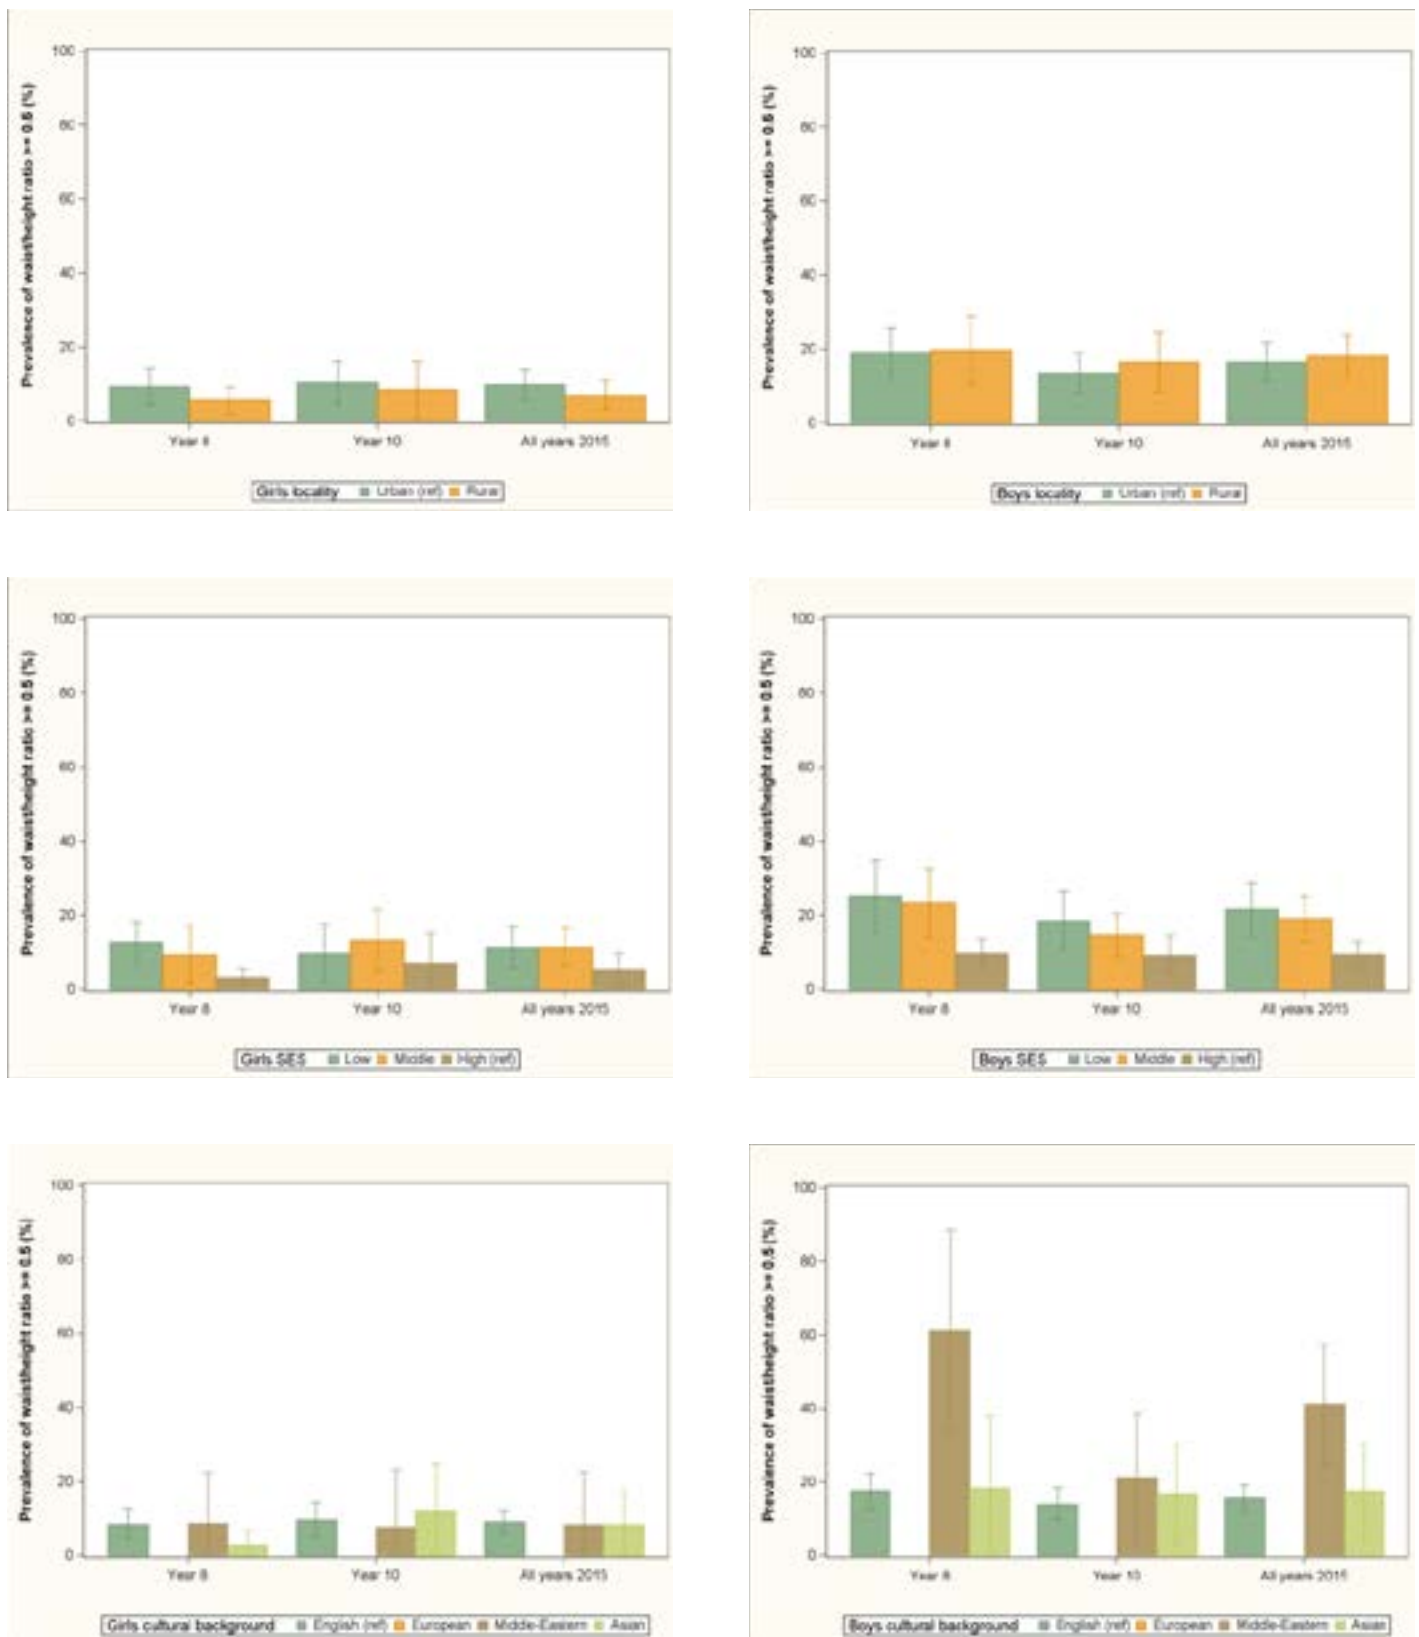 Prevalence of waist/height ratio >= 0.5 (%)
100
80
60
40
20
0
Year 8
Year 10
All years 2015
Girls locality Urban (ref) Rural
Prevalence of waist/height ratio >= 0.5 (%)
100
80
60
40
20
0
Year 8
Year 10
All years 2015
Boys locality Urban (ref) Rural
Prevalence of waist/height ratio >= 0.5 (%)
100
80
60
40
20
0
Year 8
Year 10
All years 2015
Girls SES Low Middle High (ref)
Prevalence of waist/height ratio >= 0.5 (%)
100
80
60
40
20
0
Year 8
Year 10
All years 2015
Boys SES Low Middle High (ref)
Prevalence of waist/height ratio >= 0.5 (%)
100
80
60
40
20
0
Year 8
Year 10
All years 2015
Girls cultural background English (ref) European Middle-Eastern Asian
Prevalence of waist/height ratio >= 0.5 (%)
100
80
60
40
20
0
Year 8
Year 10
All years 2015
Boys cultural background English (ref) European Middle-Eastern Asian